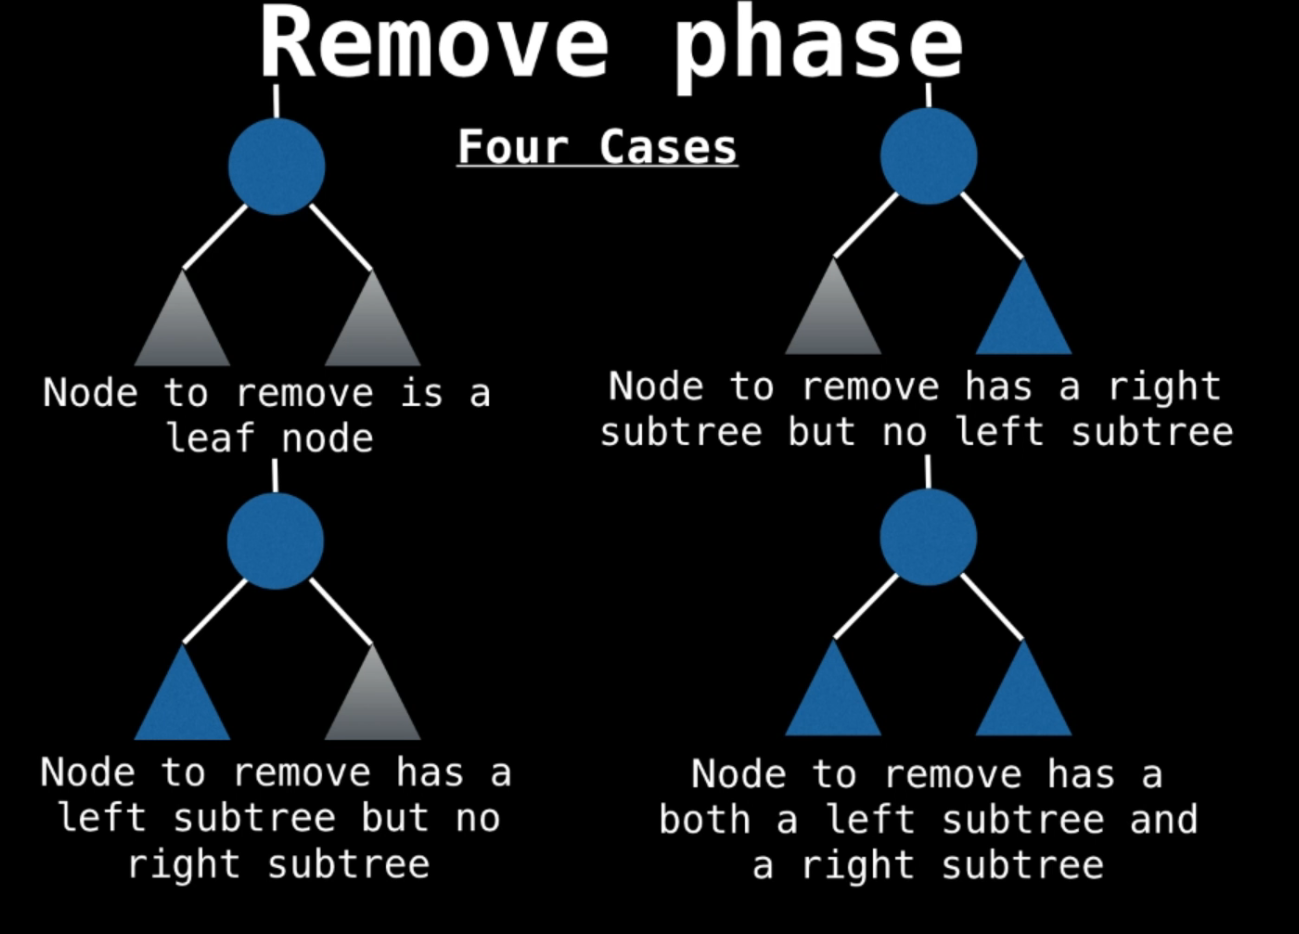 Remove phase
Four Cases
Node to remove is a
leaf node
Node to remove has a right
subtree but no left subtree
Node to remove has a
left subtree but no
right subtree
Node to remove has a
both a left subtree and
a right subtree